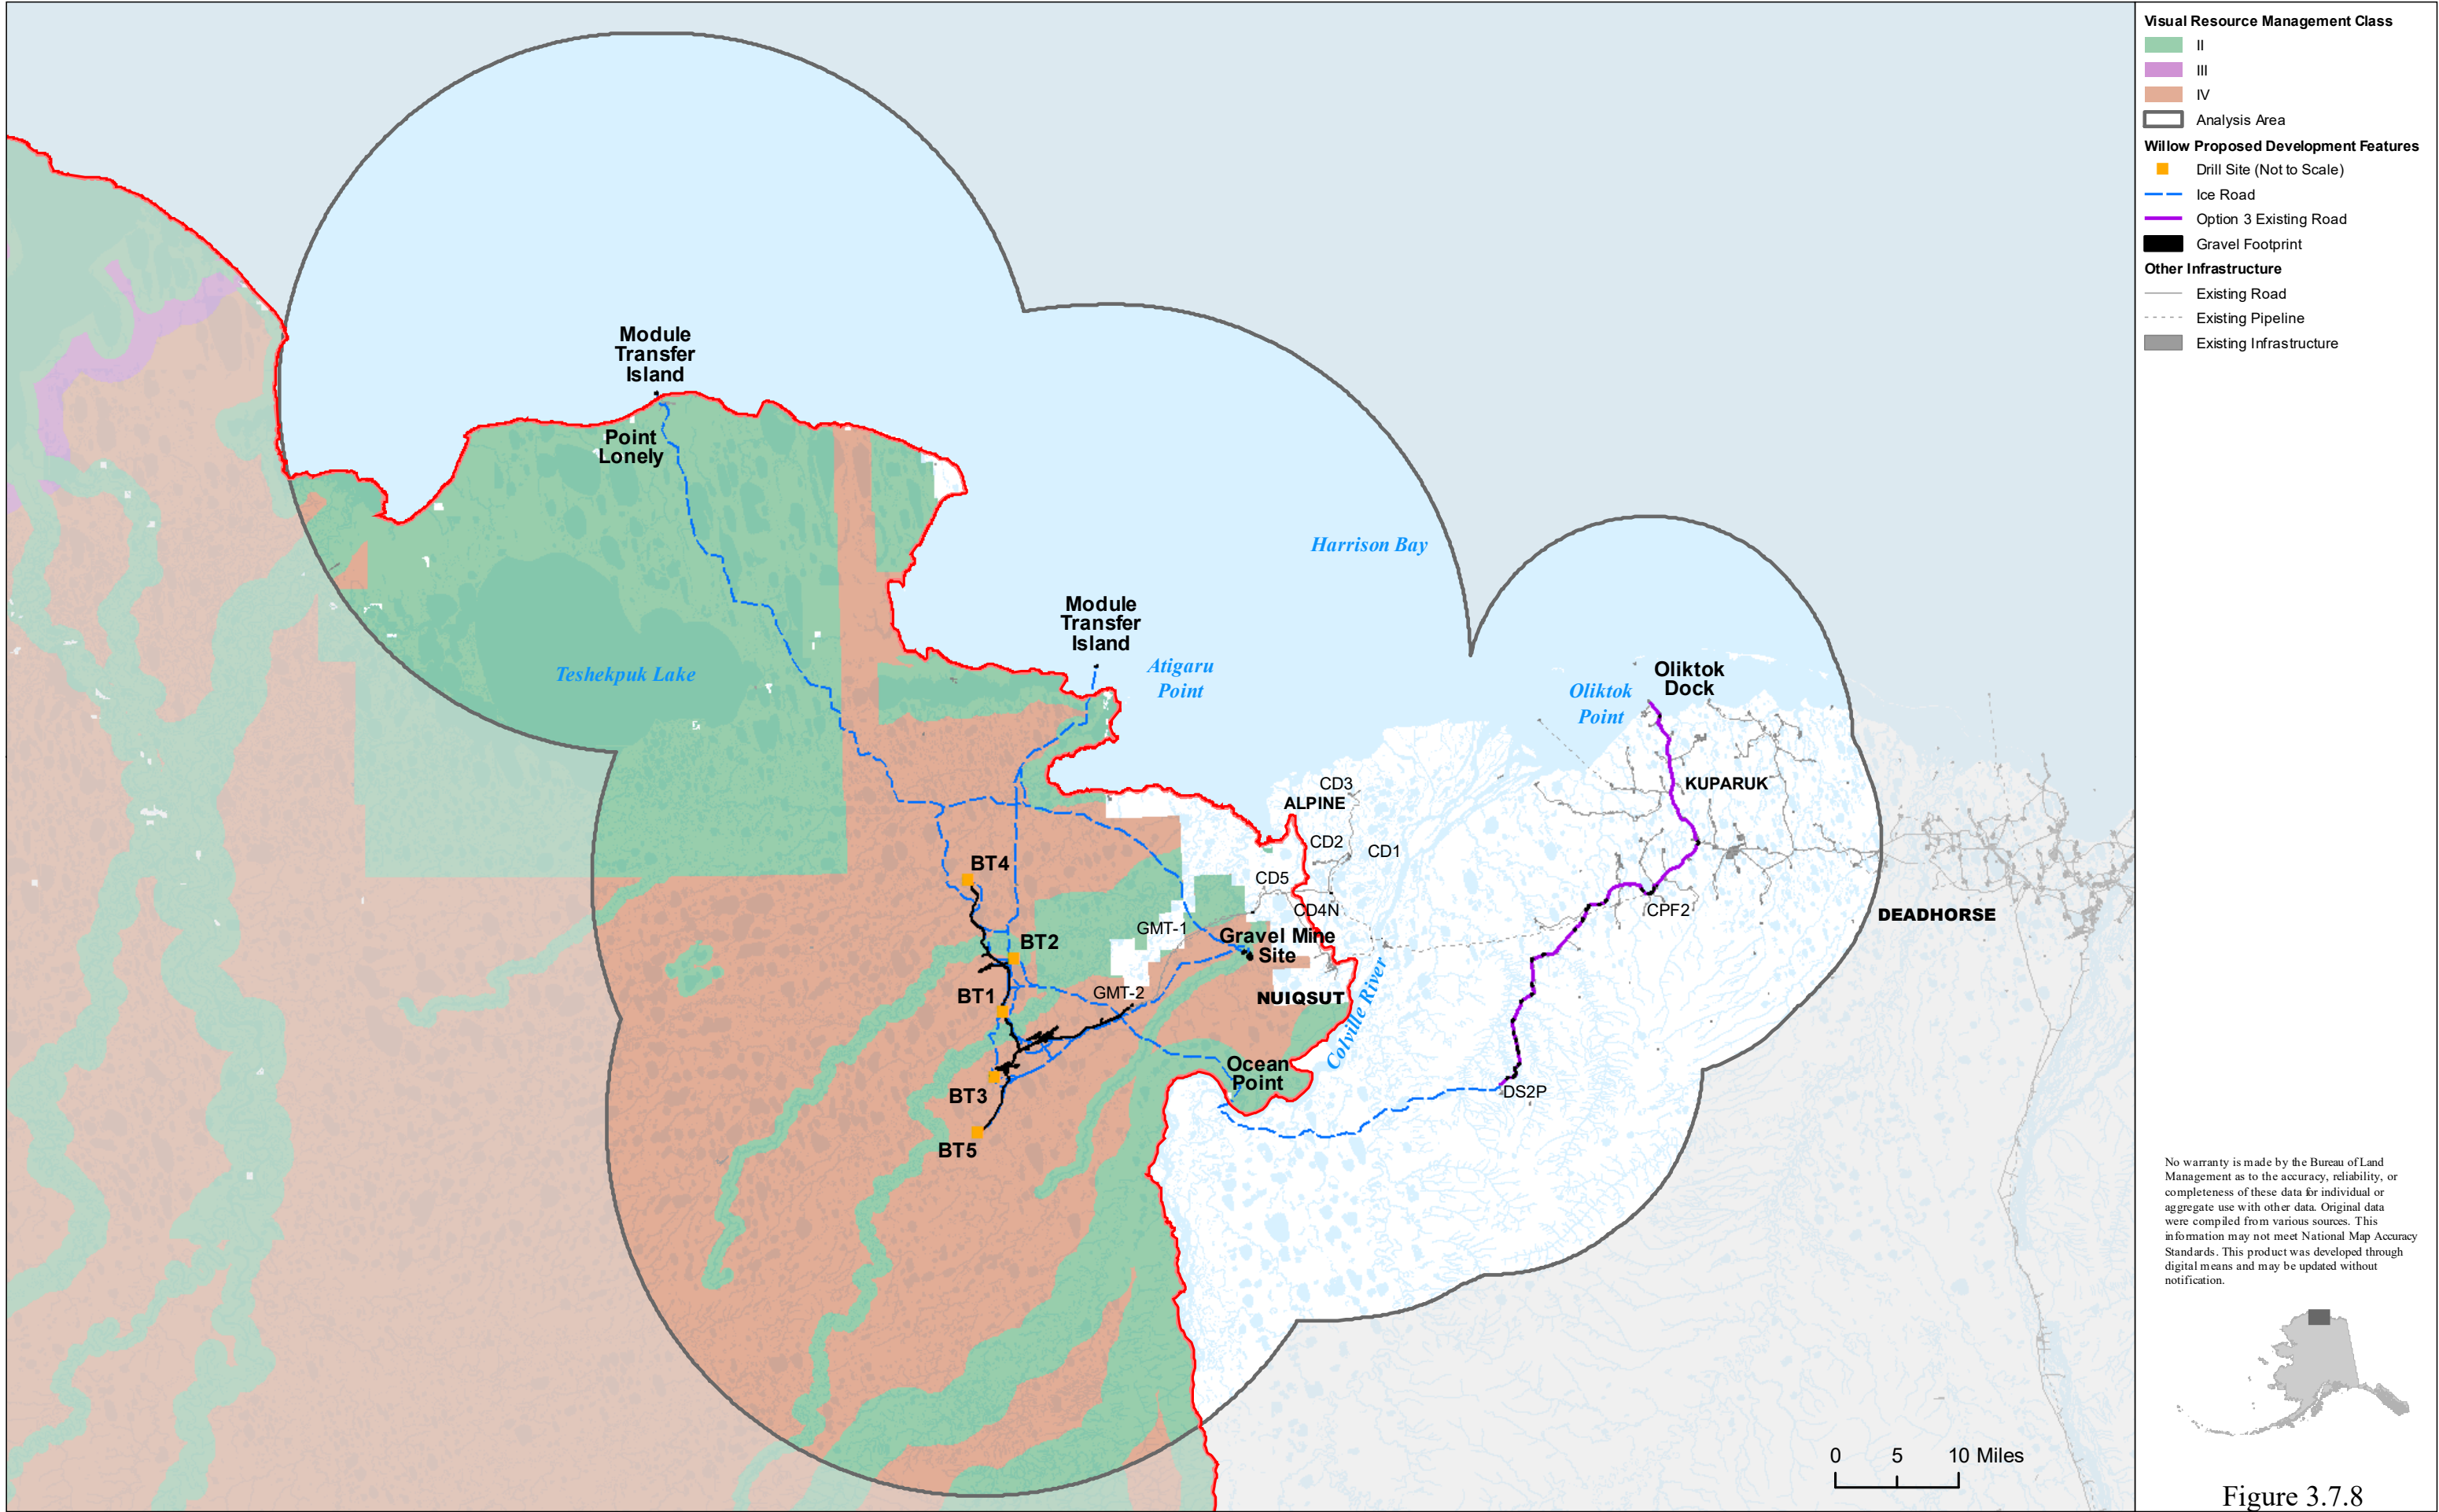 Module
Transfer
Island
Point
Lonely
Harrison Bay
Module
Transfer
Island
Atigaru
Point
Teshekpuk Lake
Oliktok
Dock
Oliktok
Point
KUPARUK
CD3
ALPINE
CD2
CD1
BT4
CD5
CD4N
CPF2
DEADHORSE
GMT-1
Gravel Mine
Site
BT2
BT1
GMT-2
NUIQSUT
Colville River
Ocean
Point
BT3
DS2P
BT5
0 5 10 Miles
Visual Resource Management Class
II
III
IV
Analysis Area
Willow Proposed Development Features
Drill Site (Not to Scale)
Ice Road
Option 3 Existing Road
Gravel Footprint
Other Infrastructure
Existing Road
Existing Pipeline
Existing Infrastructure
No warranty is made by the Bureau of Land
Management as to the accuracy, reliability, or
completeness of these data for individual or
aggregate use with other data. Original data
were compiled from various sources. This
information may not meet National Map Accuracy
Standards. This product was developed through
digital means and may be updated without
notification.
Figure 3.7.8